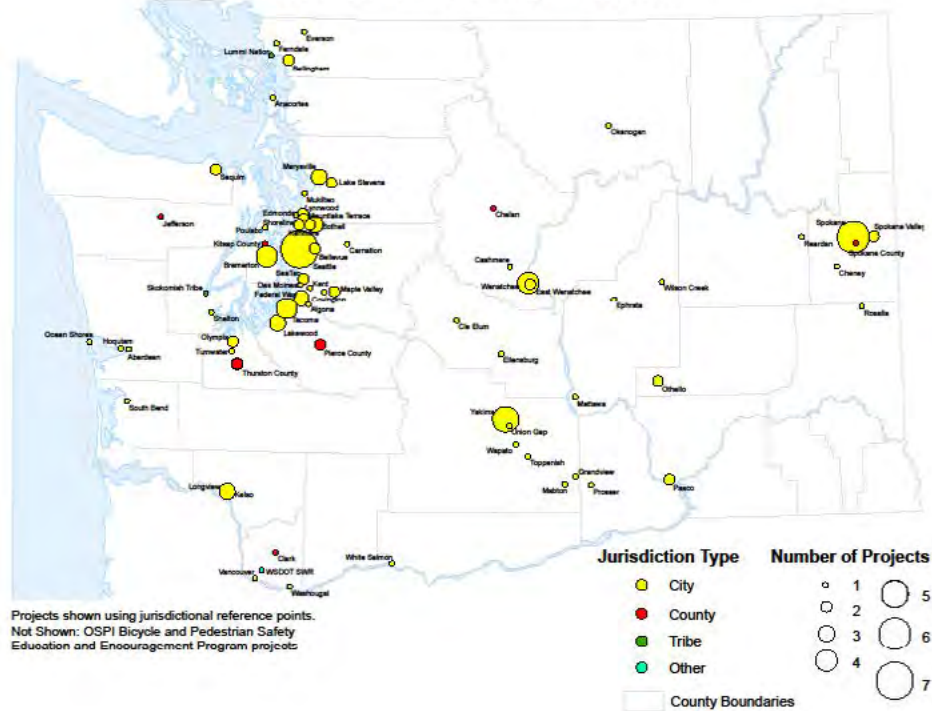 Everson
Ferndale
Lummi Nation
Bellingham
Anacortes
Okanogan
Marysville
Sequim
Lake Stevens
Mukilteo
Lynnwood
Edmonds
Mountlake Terrace
Chelan
Jefferson
Shoreline
Bothell
Poulsbo
Spokane
Spokane Valley
Reardan
Kitsap County
Carnation
Bellevue
Spokane County
Seattle
Bremerton
Cashmere
Cheney
SeaTac
Des Moines
Kent
Wenatchee
East Wenatchee
Wilson Creek
Skokomish Tribe
Federal Way
Covington
Maple Valley
Ephrata
Algona
Rosalia
Shelton
Tacoma
Cle Elum
Lakewood
Ocean Shores
Hoquiam
Olympia
Aberdeen
Tumwater
Pierce County
Ellensburg
Thurston County
Othello
Mattawa
South Bend
Yakima
Union Gap
Wapato
Toppenish
Grandview
Pasco
Mabton
Prosser
Longview
Kelso
Clark
White Salmon
Vancouver
WSDOT SWR
Washougal
Projects shown using jurisdictional reference points.
Not Shown: OSPI Bicycle and Pedestrian Safety
Education and Encouragement Program projects
Jurisdiction Type
City
County
Tribe
Other
County Boundaries
Number of Projects
1
2
3
4
5
6
7